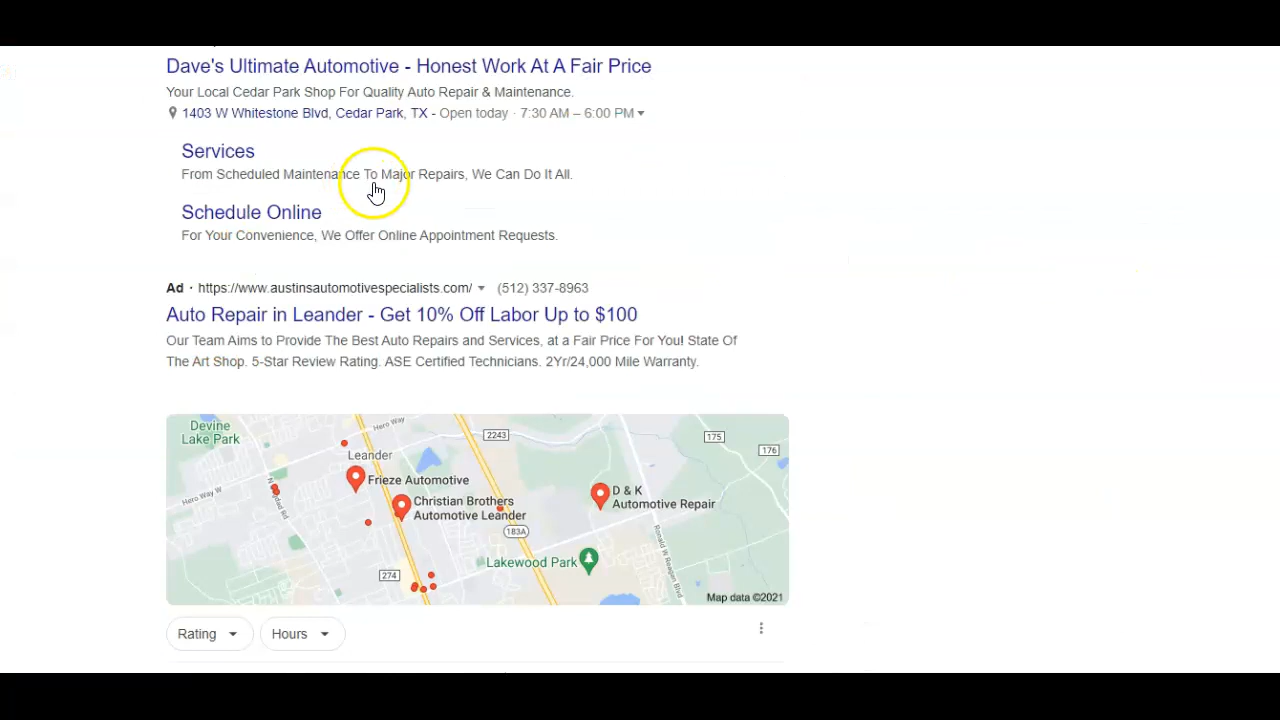 Dave's Ultimate Automotive - Honest Work At A Fair Price
Your Local Cedar Park Shop For Quality Auto Repair & Maintenance.
1403 W Whitestone Blvd, Cedar Park, TX - Open today · 7:30 AM – 6:00 PM
Services
From Scheduled Maintenance To Major Repairs, We Can Do It All.
Schedule Online
For Your Convenience, We Offer Online Appointment Requests.
Ad · https://www.austinsautomotivespecialists.com/ (512) 337-8963
Auto Repair in Leander - Get 10% Off Labor Up to $100
Our Team Aims to Provide The Best Auto Repairs and Services, at a Fair Price For You! State Of
The Art Shop. 5-Star Review Rating. ASE Certified Technicians. 2Yr/24,000 Mile Warranty.
Devine
Lake Park
Hero Way
2243
175
176
Leander
Frieze Automotive
Hero Way W
Christian Brothers
Automotive Leander
D & K
Automotive Repair
183A
Lakewood Park
Ronald W Reagan Blvd
274
Map data ©2021
Rating
Hours